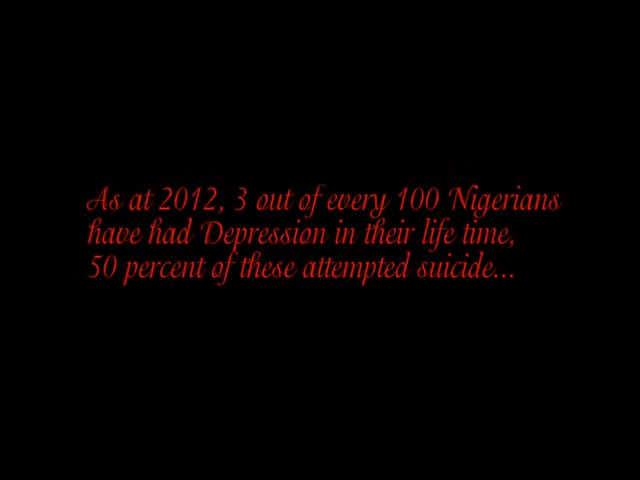 As at 2012, 3 out of every 100 Nigerians
have had Depression in their life time,
50 percent of these attempted suicide...